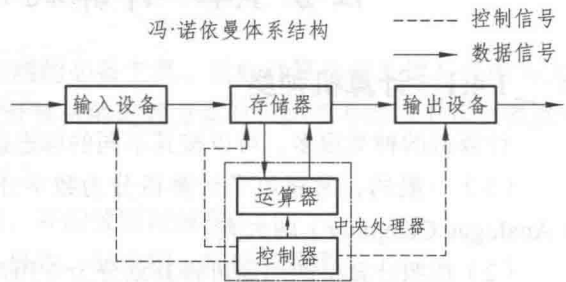 冯·诺依曼体系结构
控制信号
数据信号
输入设备
存储器
输出设备
运算器
中央处理器
控制器